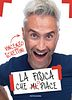 VINCENZO
SCHETTINI
LA FISICA
CHE CI PIACE